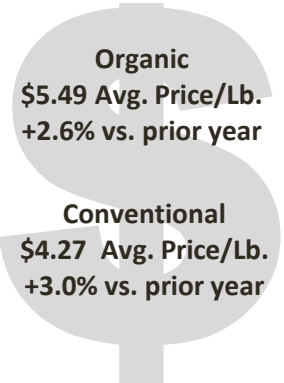 Organic
$5.49 Avg. Price/Lb.
+2.6% vs. prior year
Conventional
$4.27  Avg. Price/Lb.
+3.0% vs. prior year